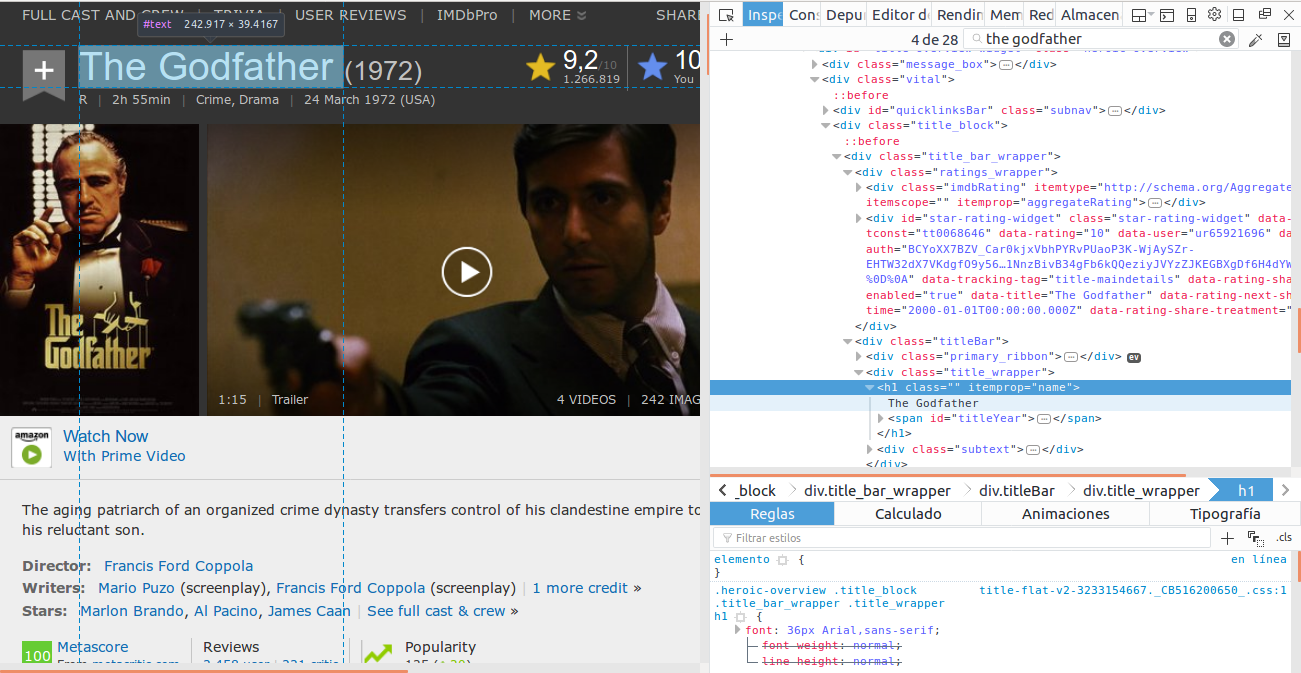 FULL CAST AND CREW | TRIVIA | USER REVIEWS | IMDbPro | MORE SHARE
#text 242.917 × 39.4167
+ The Godfather (1972)
9,2/10
1.266.819
10
You
R | 2h 55min | Crime, Drama | 24 March 1972 (USA)
The
Godfather
1:15 | Trailer
4 VIDEOS | 242 IMAG
amazon
Watch Now
With Prime Video
The aging patriarch of an organized crime dynasty transfers control of his clandestine empire to
his reluctant son.
Director: Francis Ford Coppola
Writers: Mario Puzo (screenplay), Francis Ford Coppola (screenplay) | 1 more credit »
Stars: Marlon Brando, Al Pacino, James Caan | See full cast & crew »
100
Metascore
From metacritic.com
Reviews
Popularity
Inspe Con Depu Editor d Rendin Mem Red Almacen
+ 4 de 28 the godfather
<div class="message_box"></div>
<div class="vital">
::before
<div id="quicklinksBar" class="subnav"></div>
<div class="title_block">
::before
<div class="title_bar_wrapper">
<div class="ratings_wrapper">
<div class="imdbRating" itemtype="http://schema.org/Aggregate
itemscope="" itemprop="aggregateRating"></div>
<div id="star-rating-widget" class="star-rating-widget" data-
tconst="tt0068646" data-rating="10" data-user="ur65921696" da
auth="BCYoXX7BZV_Car0kjxVbhPYRvPUaoP3K-WjAySZr-
EHTW32dX7VKdgfO9y56…1NnzBivB34gFb6kQQeziyJVYzZJKEGBXgDf6H4dYW
%0D%0A" data-tracking-tag="title-maindetails" data-rating-sha
enabled="true" data-title="The Godfather" data-rating-next-sh
time="2000-01-01T00:00:00.000Z" data-rating-share-treatment="
</div>
<div class="titleBar">
<div class="primary_ribbon"></div> ev
<div class="title_wrapper">
<h1 class="" itemprop="name">
The Godfather
<span id="titleYear"></span>
</h1>
<div class="subtext"></div>
</div>
_block div.title_bar_wrapper div.titleBar div.title_wrapper h1
Reglas Calculado Animaciones Tipografía
Filtrar estilos + .cls
elemento { en línea
}
.heroic-overview .title_block title-flat-v2-3233154667._CB516200650_.css:1
.title_bar_wrapper .title_wrapper
h1 {
font: 36px Arial,sans-serif;
font-weight: normal;
line-height: normal;